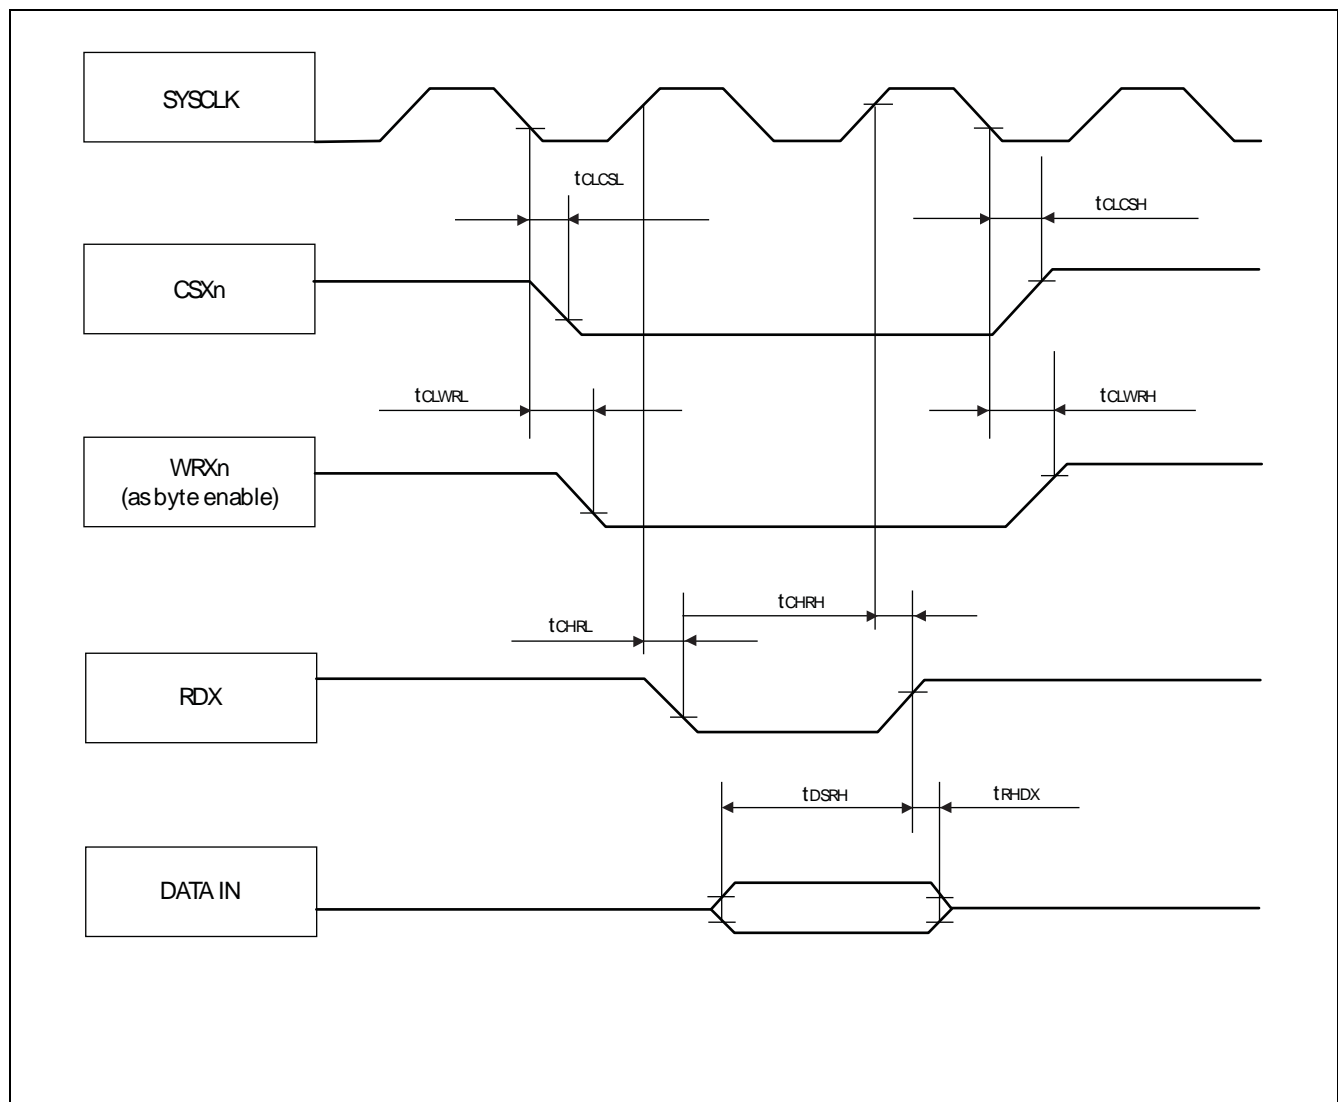 SYSCLK
tCLCSL
tCLCSH
CSXn
tCLWRL
tCLWRH
WRXn
(as byte enable)
tCHRH
tCHRL
RDX
tDSRH
tRHDX
DATA IN